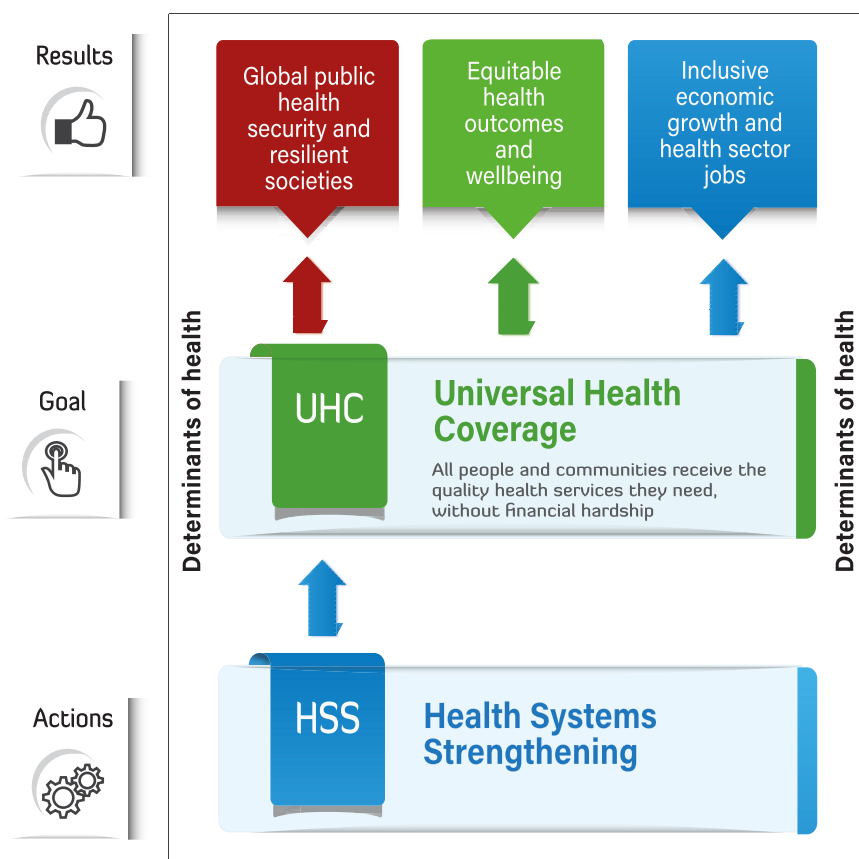 Results
Global public
health
security and
resilient
societies
Equitable
health
outcomes
and
wellbeing
Inclusive
economic
growth and
health sector
jobs
Determinants of health
Determinants of health
Goal
UHC
Universal Health
Coverage
All people and communities receive the
quality health services they need,
without financial hardship
Actions
HSS
Health Systems
Strengthening